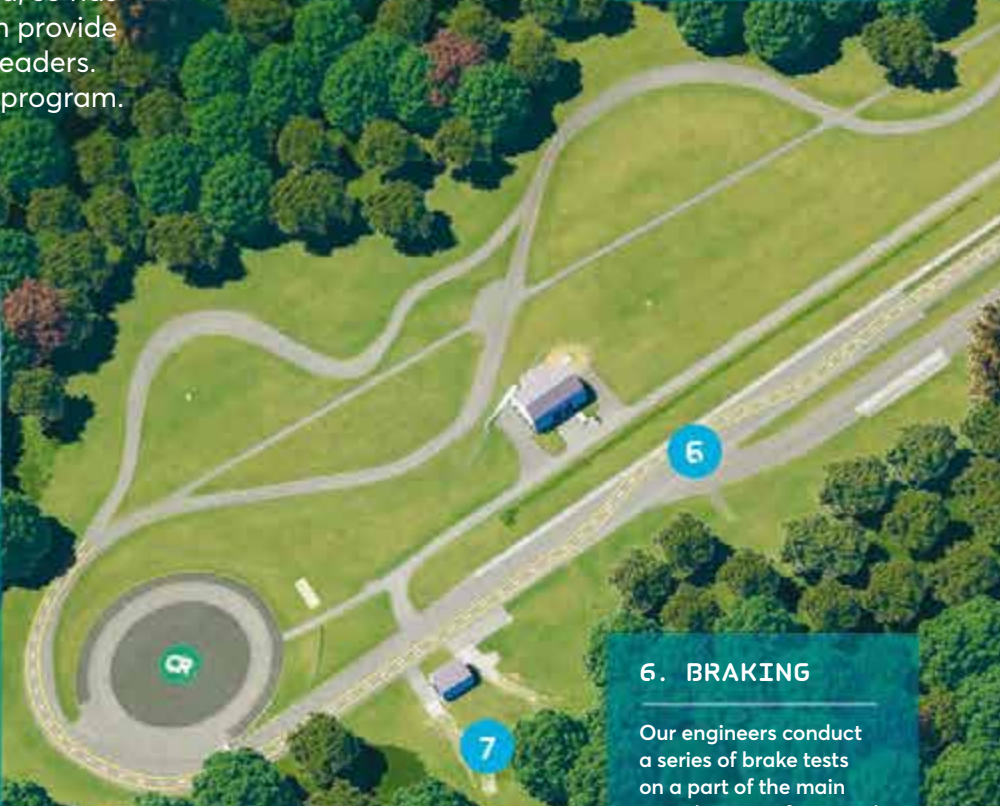 n provide
eaders.
program.
6
CR
7
6. BRAKING
Our engineers conduct
a series of brake tests
on a part of the main